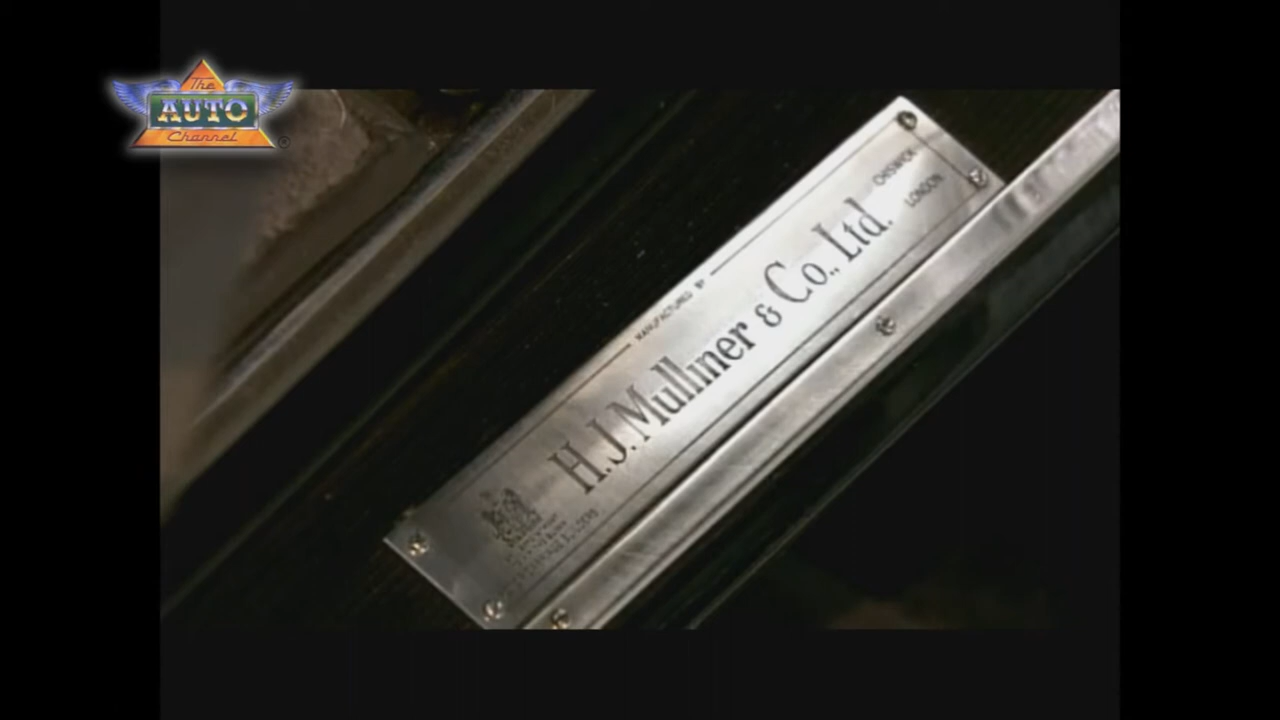 The
AUTO
Channel
MANUFACTURED BY
H.J. Mulliner & Co., Ltd.
CHISWICK
LONDON